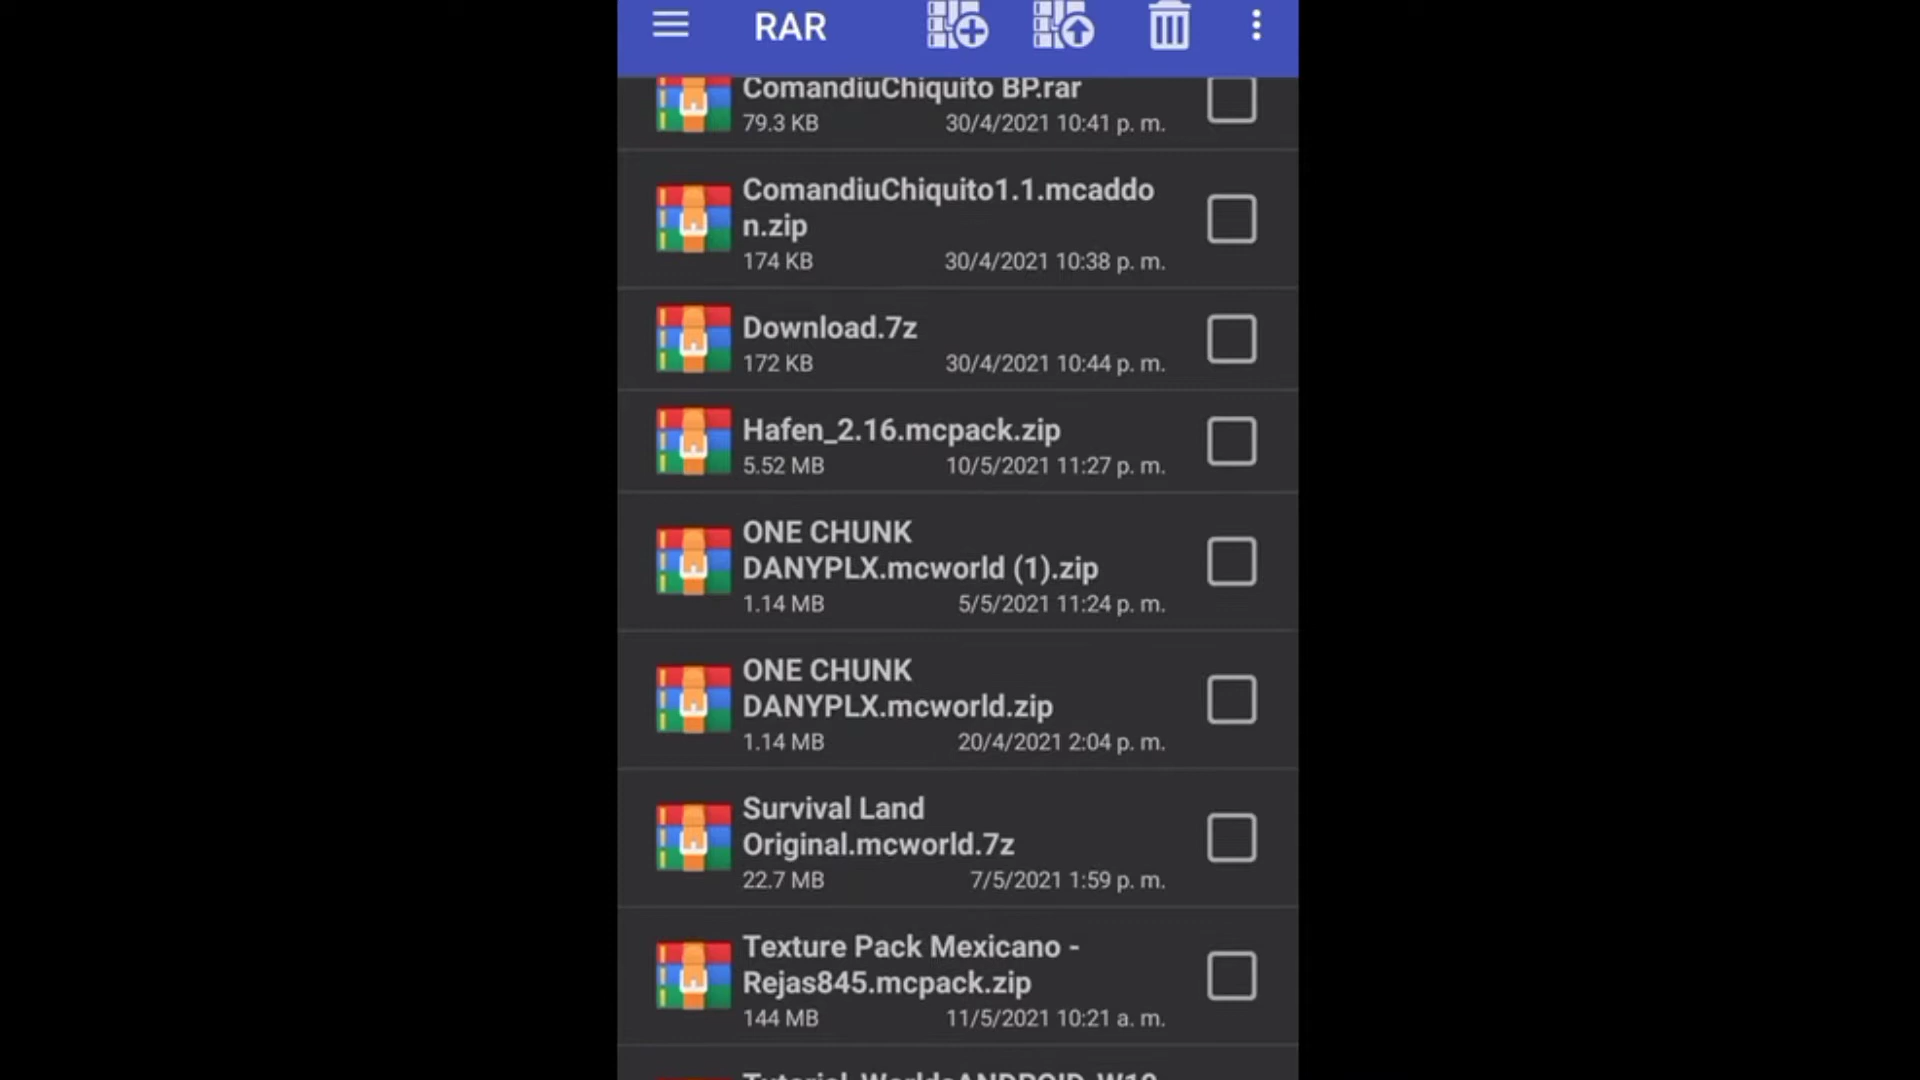 RAR
ComandiuChiquito BP.rar
79.3 KB 30/4/2021 10:41 p. m.
ComandiuChiquito1.1.mcaddo
n.zip
174 KB 30/4/2021 10:38 p. m.
Download.7z
172 KB 30/4/2021 10:44 p. m.
Hafen_2.16.mcpack.zip
5.52 MB 10/5/2021 11:27 p. m.
ONE CHUNK
DANYPLX.mcworld (1).zip
1.14 MB 5/5/2021 11:24 p. m.
ONE CHUNK
DANYPLX.mcworld.zip
1.14 MB 20/4/2021 2:04 p. m.
Survival Land
Original.mcworld.7z
22.7 MB 7/5/2021 1:59 p. m.
Texture Pack Mexicano -
Rejas845.mcpack.zip
144 MB 11/5/2021 10:21 a. m.